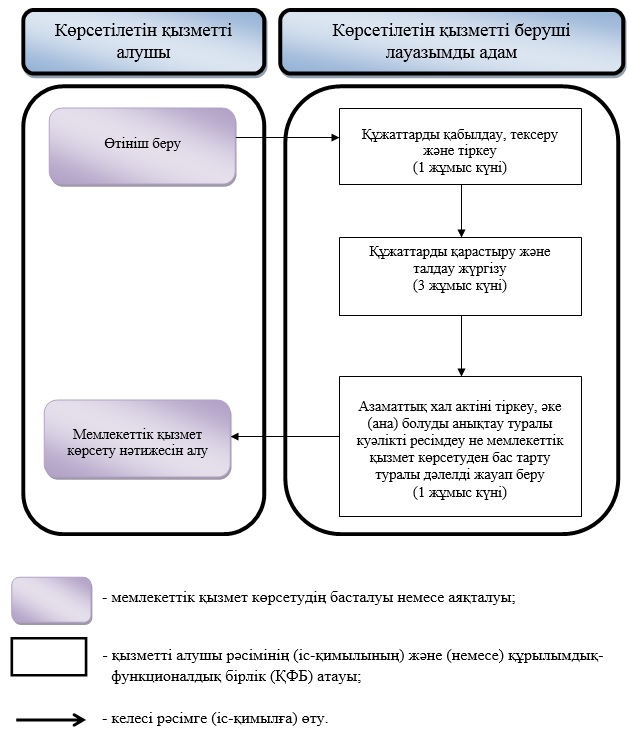 Көрсетілетін қызметті
алушы
Көрсетілетін қызметті беруші
лауазымды адам
Өтініш беру
Құжаттарды қабылдау, тексеру
және тіркеу
(1 жұмыс күні)
Құжаттарды қарастыру және
талдау жүргізу
(3 жұмыс күні)
Азаматтық хал актіні тіркеу, әке
(ана) болуды анықтау туралы
куәлікті ресімдеу не мемлекеттік
қызмет көрсетуден бас тарту
туралы дәлелді жауап беру
(1 жұмыс күні)
Мемлекеттік қызмет
көрсету нәтижесін алу
- мемлекеттік қызмет көрсетудің басталуы немесе аяқталуы;
- қызметті алушы рәсімінің (іс-қимылының) және (немесе) құрылымдық-
функционалдық бірлік (ҚФБ) атауы;
- келесі рәсімге (іс-қимылға) өту.